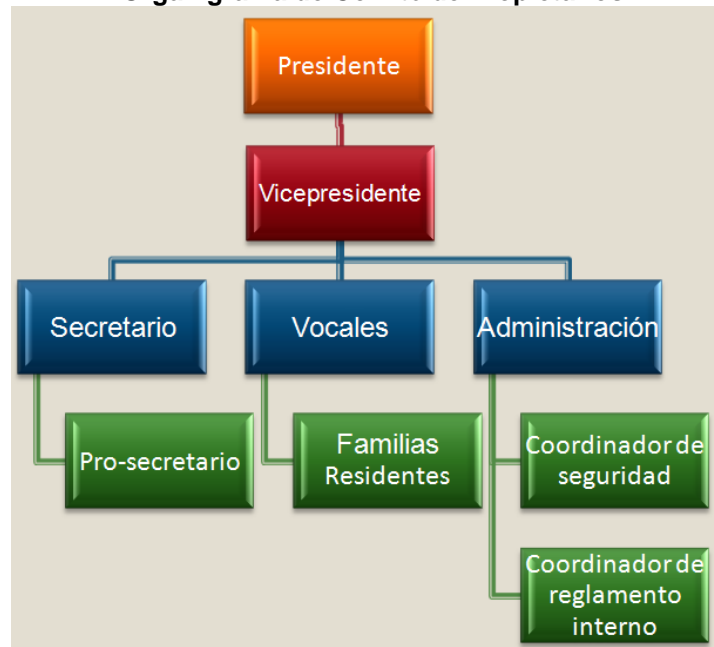 Presidente
Vicepresidente
Secretario
Vocales
Administración
Pro-secretario
Familias
Residentes
Coordinador de
seguridad
Coordinador de
reglamento
interno